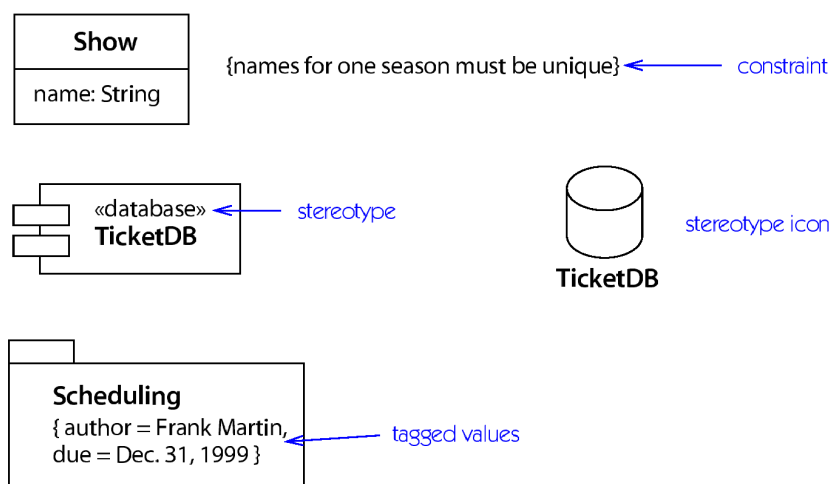 Show
name: String
{names for one season must be unique}
constraint
«database»
TicketDB
stereotype
TicketDB
stereotype icon
Scheduling
{ author = Frank Martin,
due = Dec. 31, 1999 }
tagged values